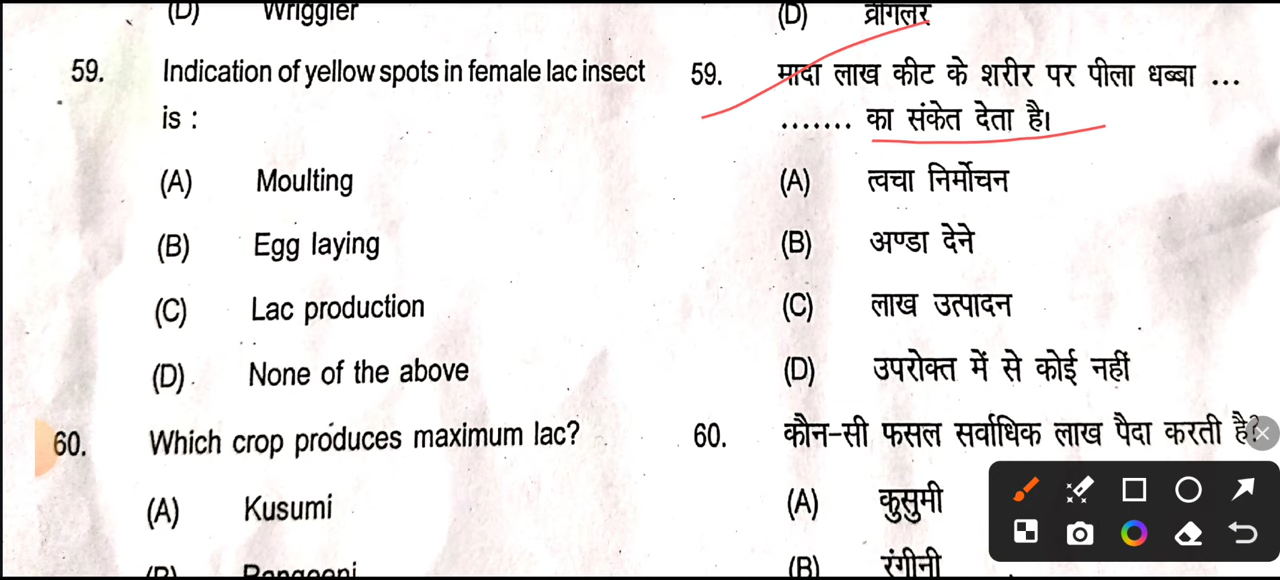 (D) Wriggler
59. Indication of yellow spots in female lac insect
is :
(A) Moulting
(B) Egg laying
(C) Lac production
(D) None of the above
60. Which crop produces maximum lac?
(A) Kusumi
(B) Rangeeni
(D) व्रीगलर
59. मादा लाख कीट के शरीर पर पीला धब्बा ...
....... का संकेत देता है।
(A) त्वचा निर्मोचन
(B) अण्डा देने
(C) लाख उत्पादन
(D) उपरोक्त में से कोई नहीं
60. कौन-सी फसल सर्वाधिक लाख पैदा करती है?
(A) कुसुमी
(B) रंगीनी